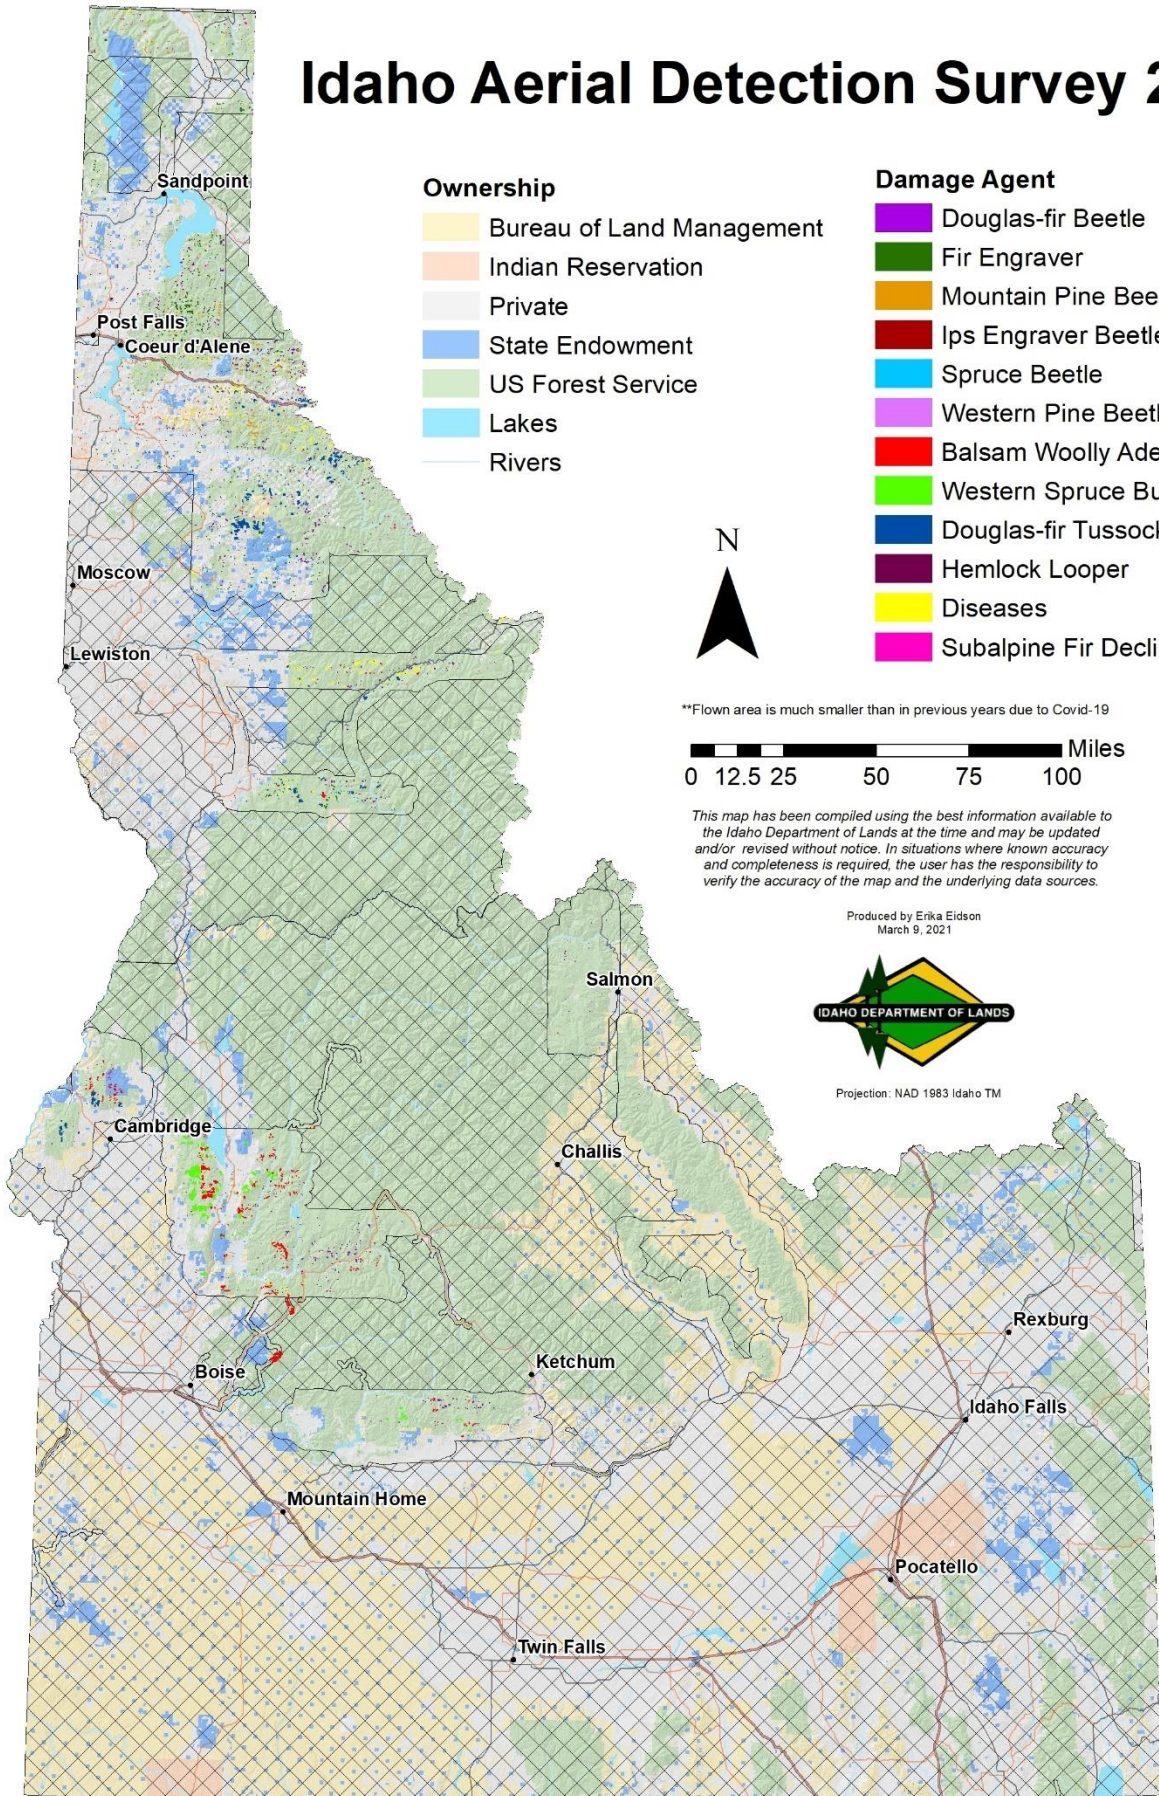 Idaho Aerial Detection Survey 2
Ownership
Bureau of Land Management
Indian Reservation
Private
State Endowment
US Forest Service
Lakes
Rivers
Damage Agent
Douglas-fir Beetle
Fir Engraver
Mountain Pine Bee
Ips Engraver Beetle
Spruce Beetle
Western Pine Beetl
Balsam Woolly Ade
Western Spruce Bu
Douglas-fir Tussock
Hemlock Looper
Diseases
Subalpine Fir Decli
N
**Flown area is much smaller than in previous years due to Covid-19
Miles
0 12.5 25 50 75 100
This map has been compiled using the best information available to
the Idaho Department of Lands at the time and may be updated
and/or revised without notice. In situations where known accuracy
and completeness is required, the user has the responsibility to
verify the accuracy of the map and the underlying data sources.
Produced by Erika Eidson
March 9, 2021
IDAHO DEPARTMENT OF LANDS
Projection: NAD 1983 Idaho TM
Sandpoint
Post Falls
Coeur d'Alene
Moscow
Lewiston
Salmon
Cambridge
Challis
Rexburg
Boise
Ketchum
Idaho Falls
Mountain Home
Pocatello
Twin Falls